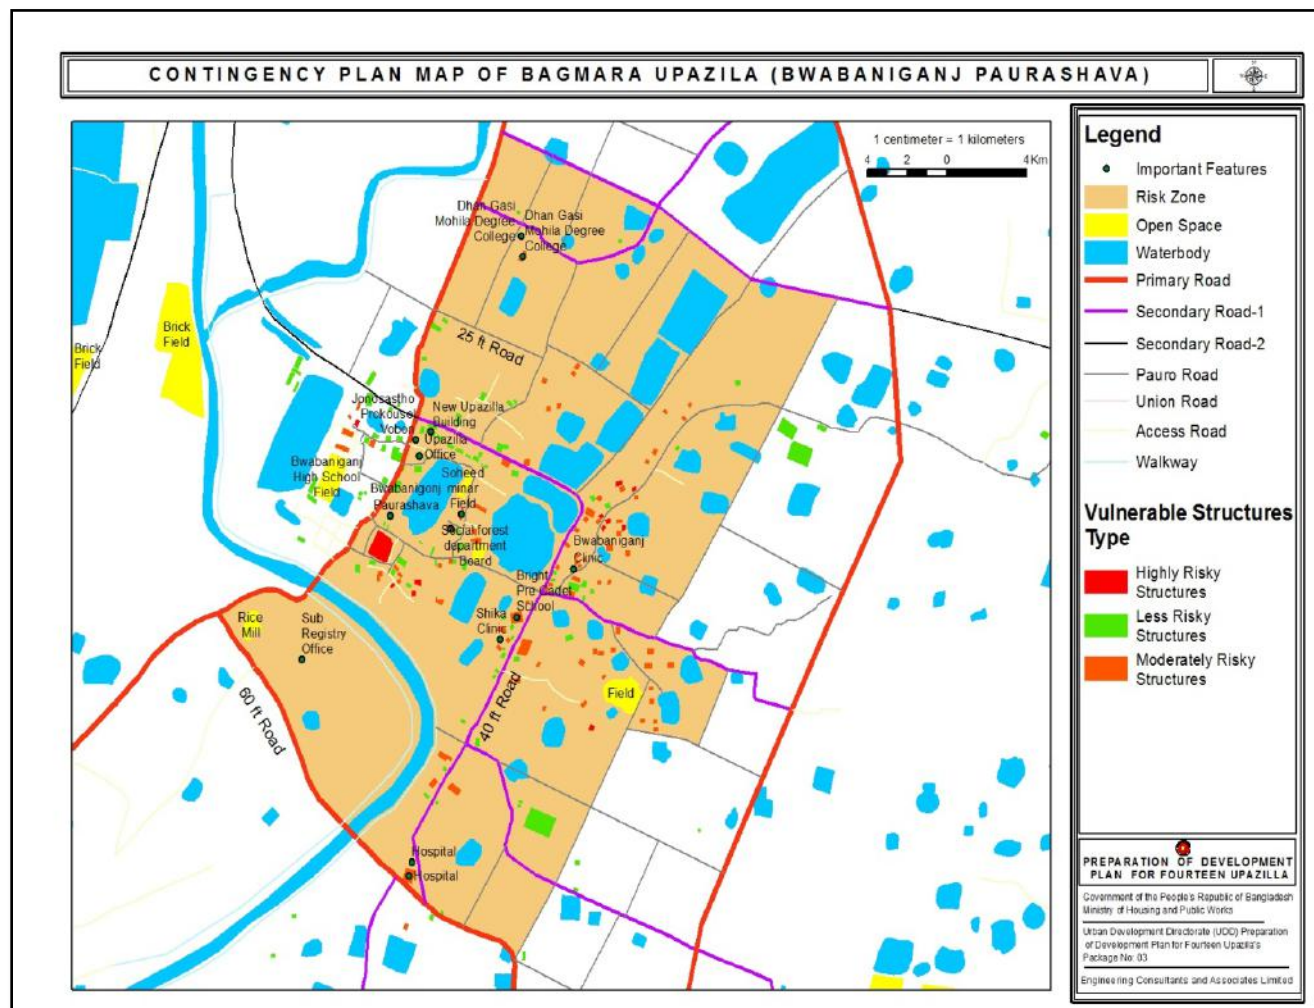 CONTINGENCY PLAN MAP OF BAGMARA UPAZILA (BWABANIGANJ PAURASHAVA)
1 centimeter = 1 kilometers
4 2 0 4 Km
Dhan Gasi
Mohila Degree
College
Dhan Gasi
Mohila Degree
College
25 ft Road
Brick
Field
Brick
Field
Jonosastho
Prokousol
Vobon
New Upazilla
Building
Upazilla
Office
Bwabaniganj
High School
Field
Soheed
minar
Field
Bwabanigonj
Paurashava
Social forest
department
Board
Bwabaniganj
Clinic
Bright
Pre Cadet
School
Shika
Clinic
Rice
Mill
Sub
Registry
Office
Field
60 ft Road
40 ft Road
Hospital
Hospital
Legend
Important Features
Risk Zone
Open Space
Waterbody
Primary Road
Secondary Road-1
Secondary Road-2
Pauro Road
Union Road
Access Road
Walkway
Vulnerable Structures
Type
Highly Risky
Structures
Less Risky
Structures
Moderately Risky
Structures
PREPARATION OF DEVELOPMENT
PLAN FOR FOURTEEN UPAZILLA
Government of the People's Republic of Bangladesh
Ministry of Housing and Public Works
Urban Development Directorate (UDD) Preparation
of Development Plan for Fourteen Upazila's
Package No: 03
Engineering Consultants and Associates Limited